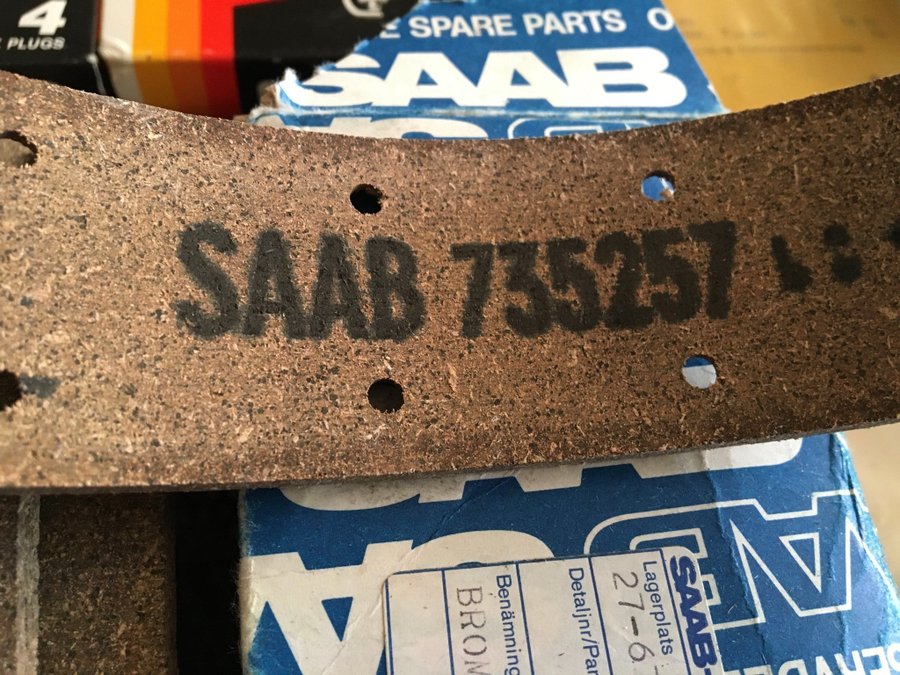 4
PLUGS
SPARE PARTS
SAAB
SAAB 735257
SAAB-
Lagerplats
27-6
Detaljnr/Par
Benämning
BROM